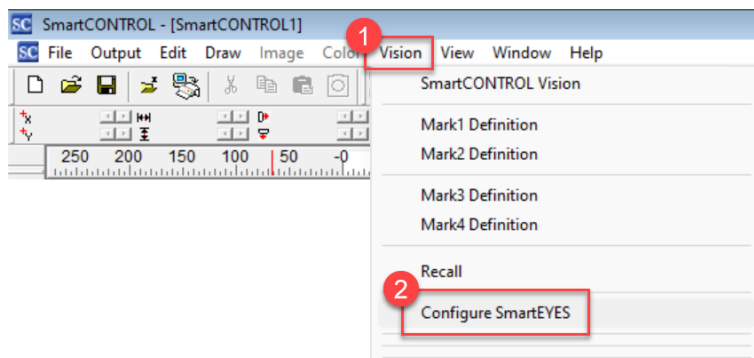 SC SmartCONTROL - [SmartCONTROL1]
1
SC File Output Edit Draw Image Color Vision View Window Help
SmartCONTROL Vision
x
Mark1 Definition
Y
250 200 150 100 50 -0
Mark2 Definition
Mark3 Definition
Mark4 Definition
Recall
2
Configure SmartEYES